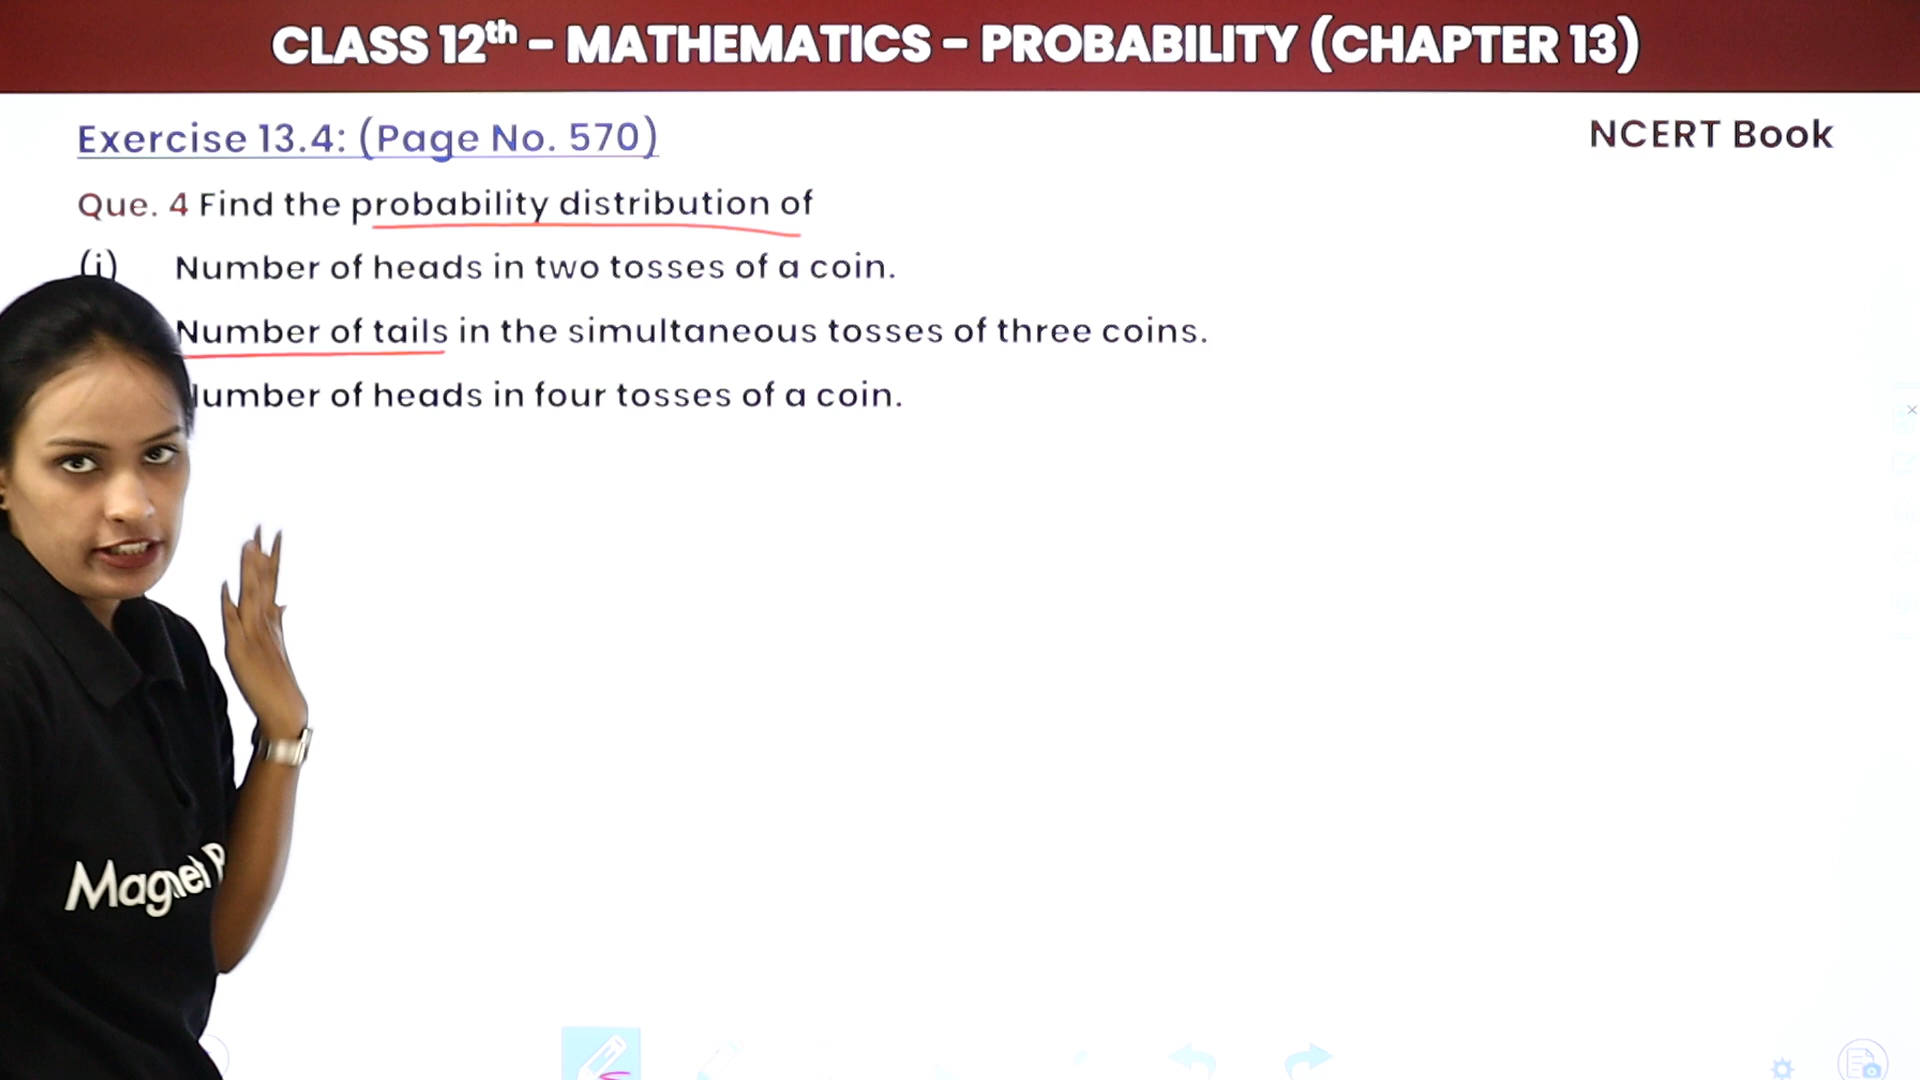 CLASS 12th - MATHEMATICS - PROBABILITY (CHAPTER 13)
Exercise 13.4: (Page No. 570)
NCERT Book
Que. 4 Find the probability distribution of
(i) Number of heads in two tosses of a coin.
Number of tails in the simultaneous tosses of three coins.
Number of heads in four tosses of a coin.
Magnet